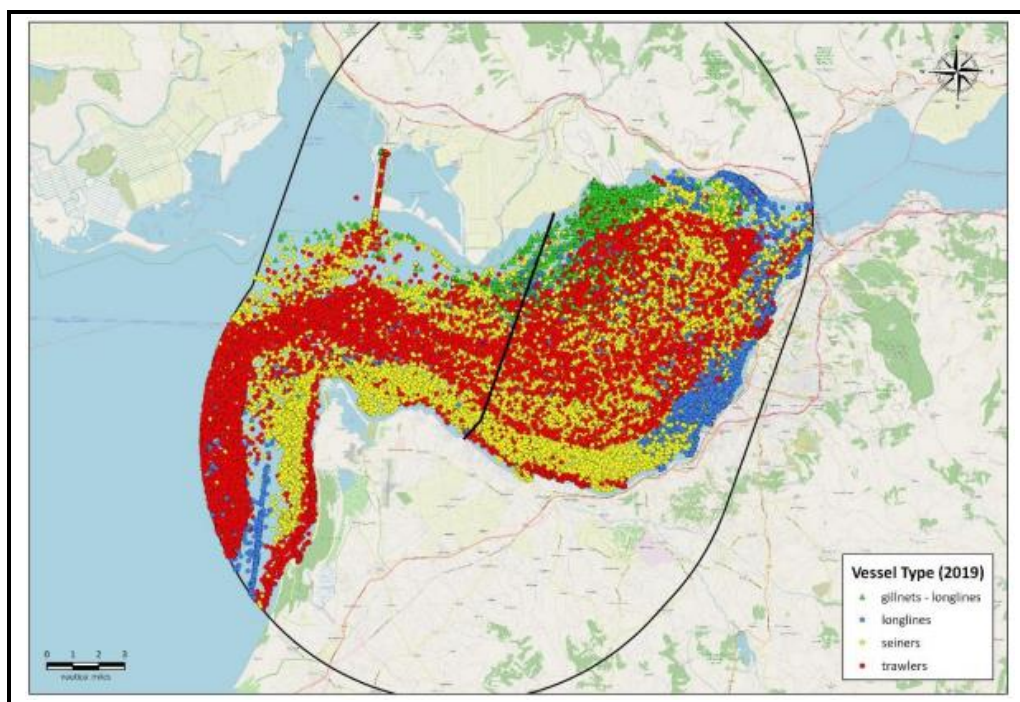 Vessel Type (2019)
gillnets - longlines
longlines
seiners
trawlers
0 1 2 3
nautical miles